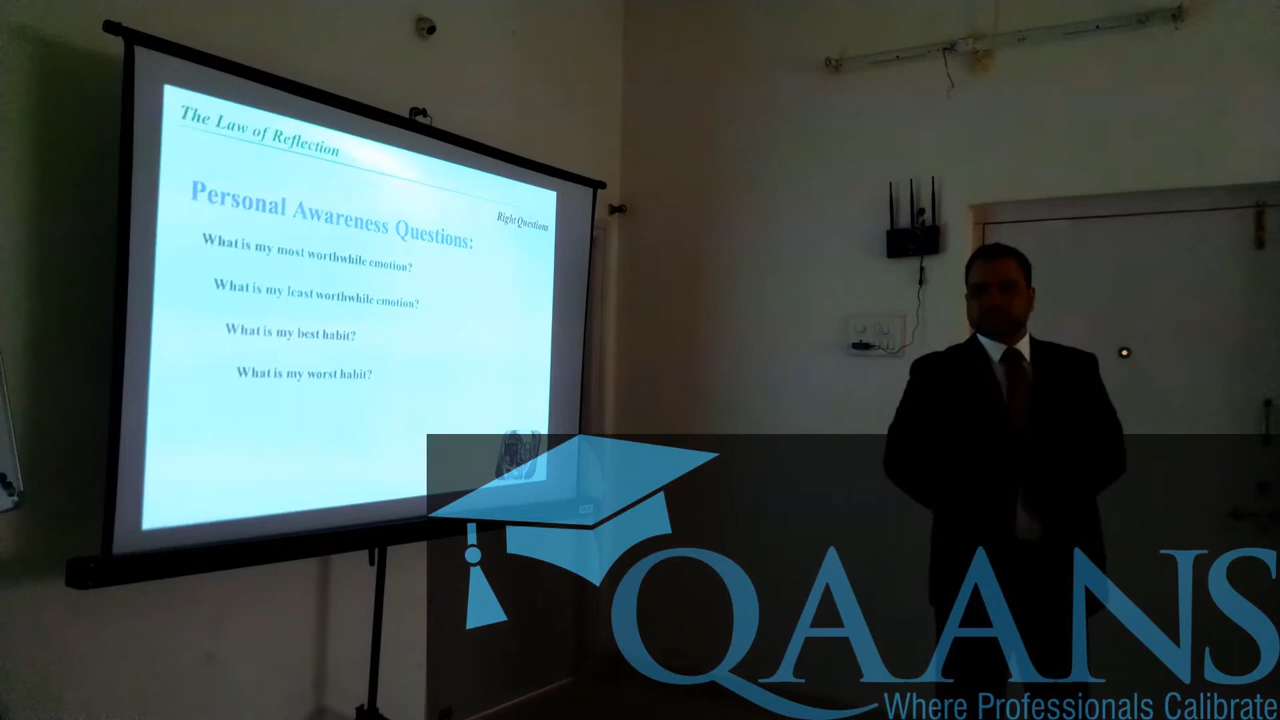 The Law of Reflection
Right Questions
Personal Awareness Questions:
What is my most worthwhile emotion?
What is my least worthwhile emotion?
What is my best habit?
What is my worst habit?
QAANS
Where Professionals Calibrate